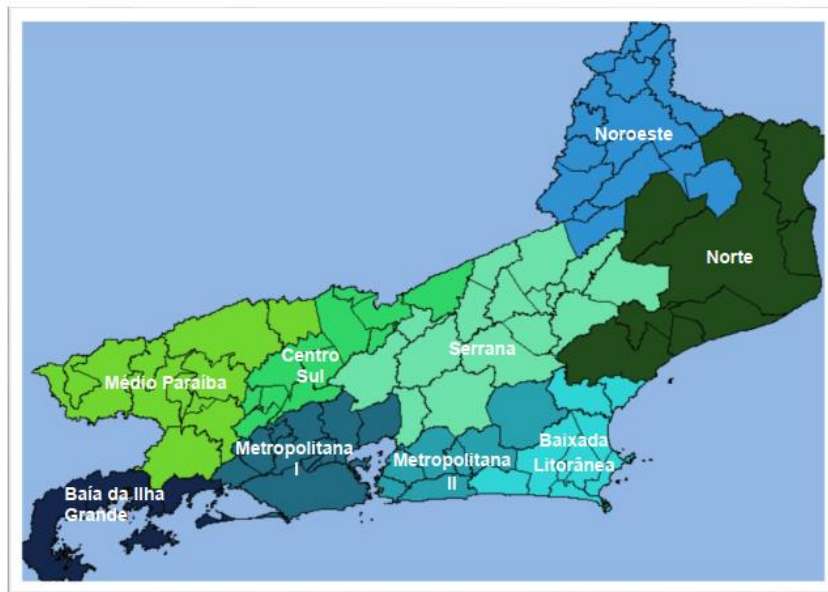 Noroeste
Norte
Serrana
Centro
Sul
Médio Paraíba
Metropolitana
I
Metropolitana
II
Baixada
Litorânea
Baía da Ilha
Grande